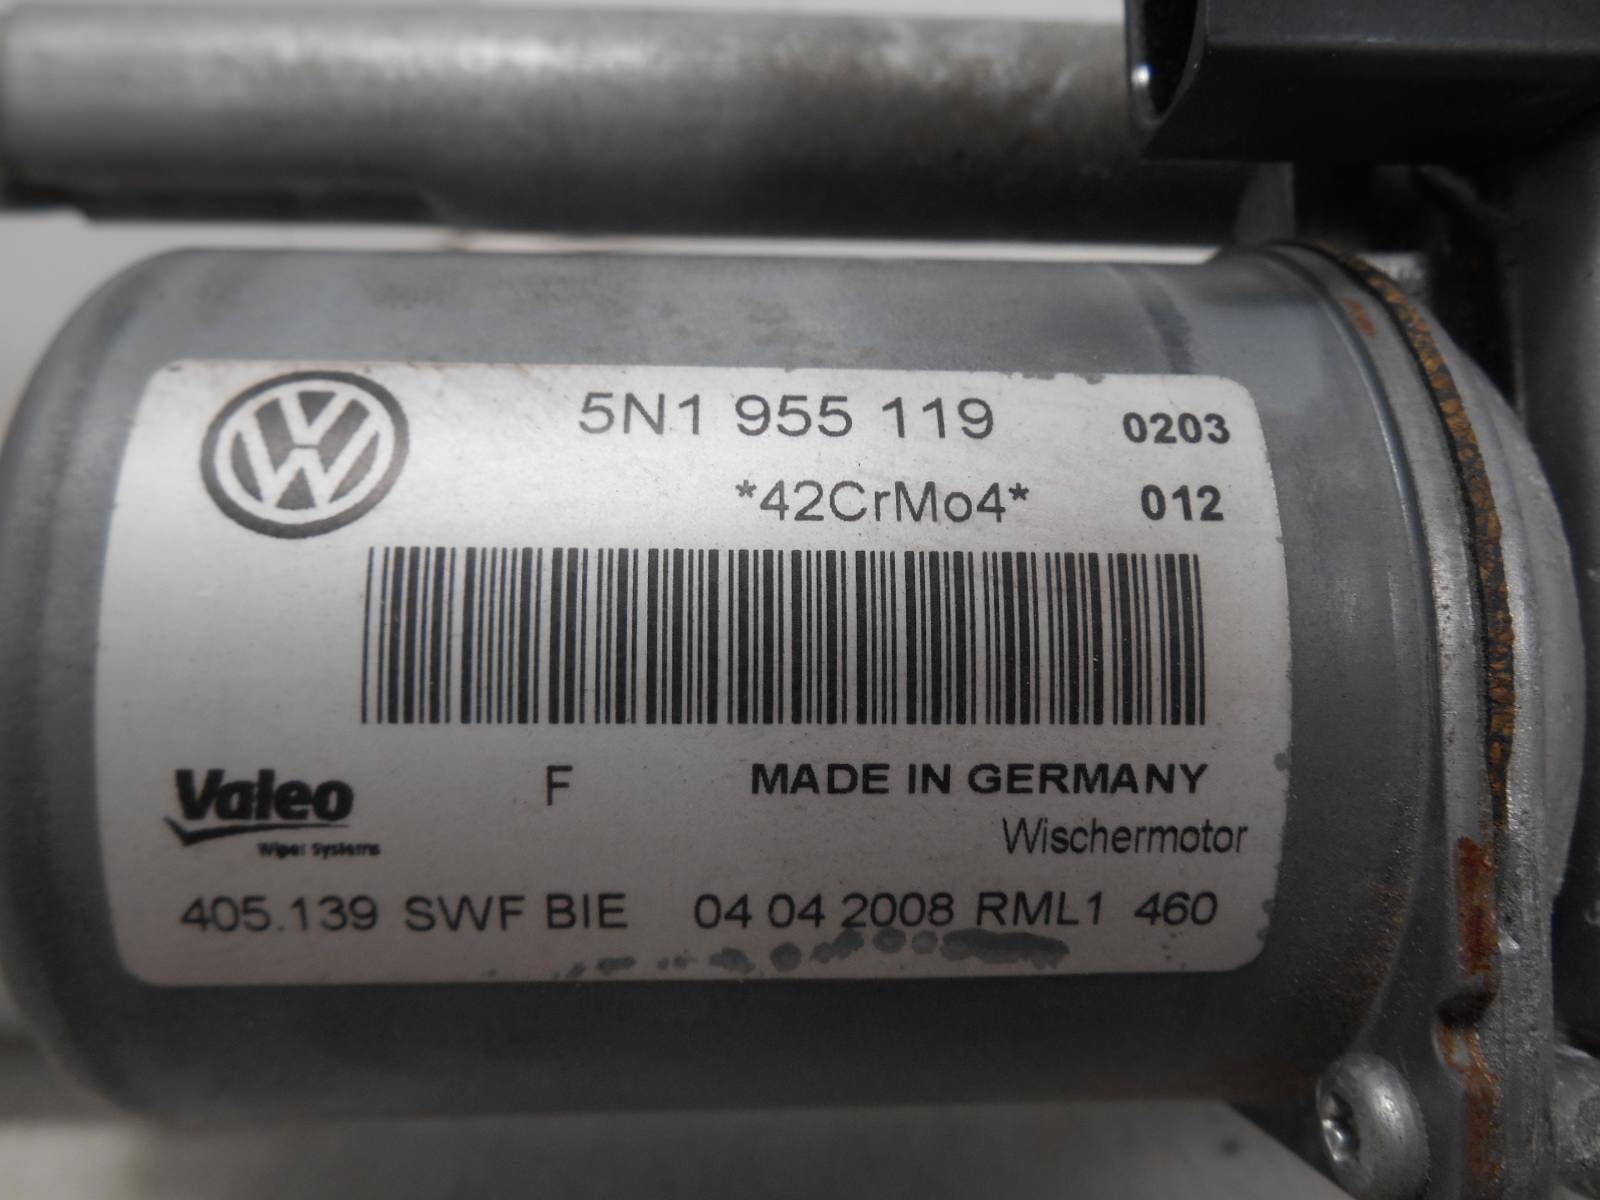 5N1 955 119 0203
*42CrMo4* 012
Valeo F MADE IN GERMANY
Wiper Systems Wischermotor
405.139 SWF BIE 04 04 2008 RML1 460